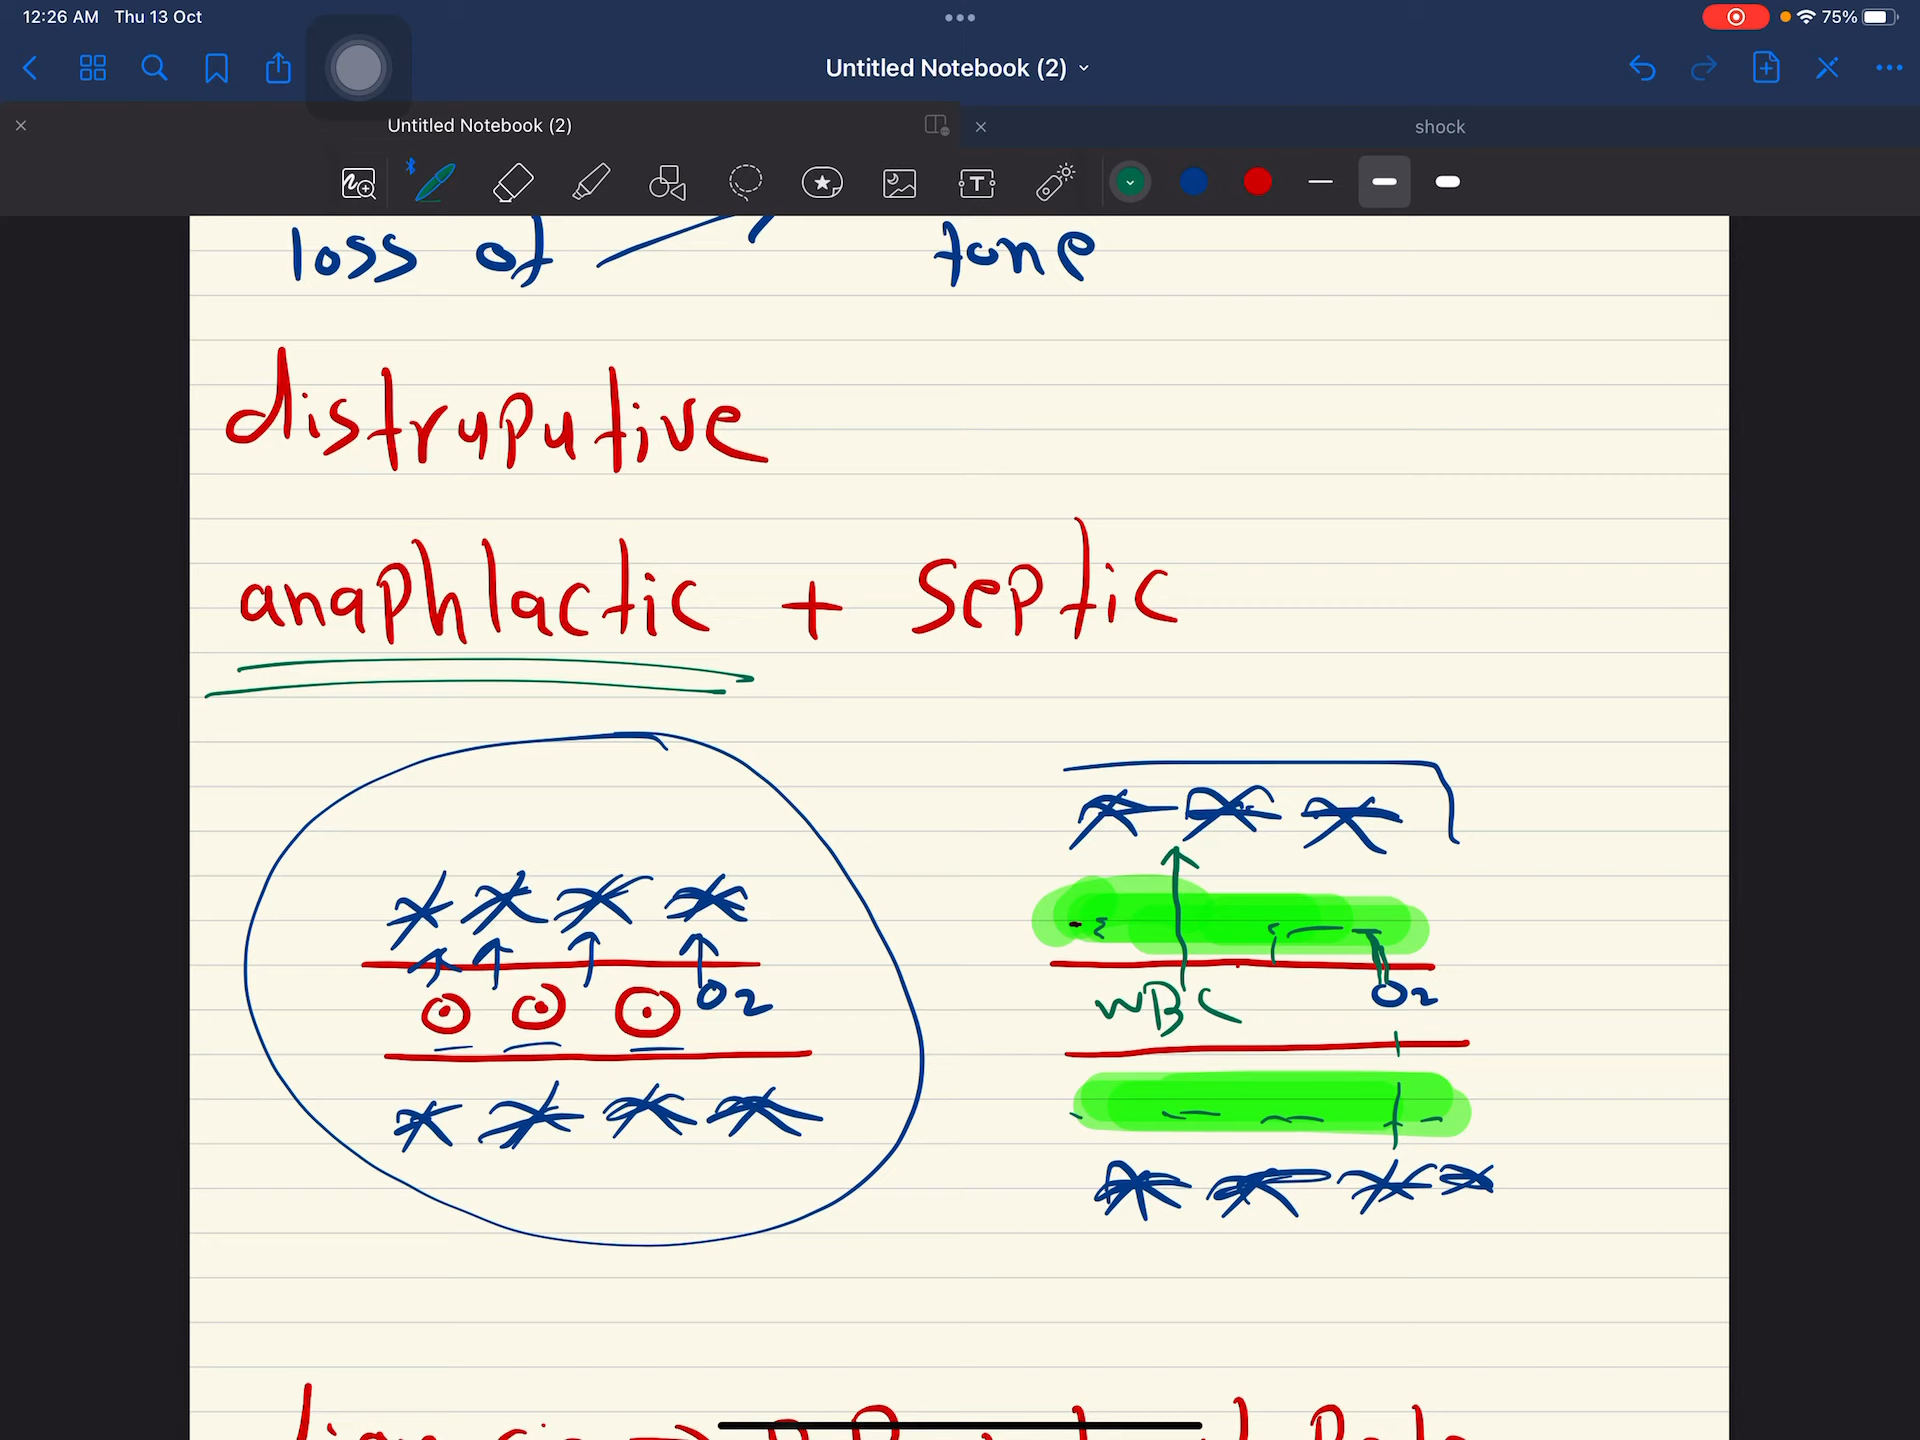 12:26 AM Thu 13 Oct
75%
Untitled Notebook (2)
Untitled Notebook (2)
shock
T
loss of tone
distruputive
anaphlactic + Septic
O2
WBC
O2